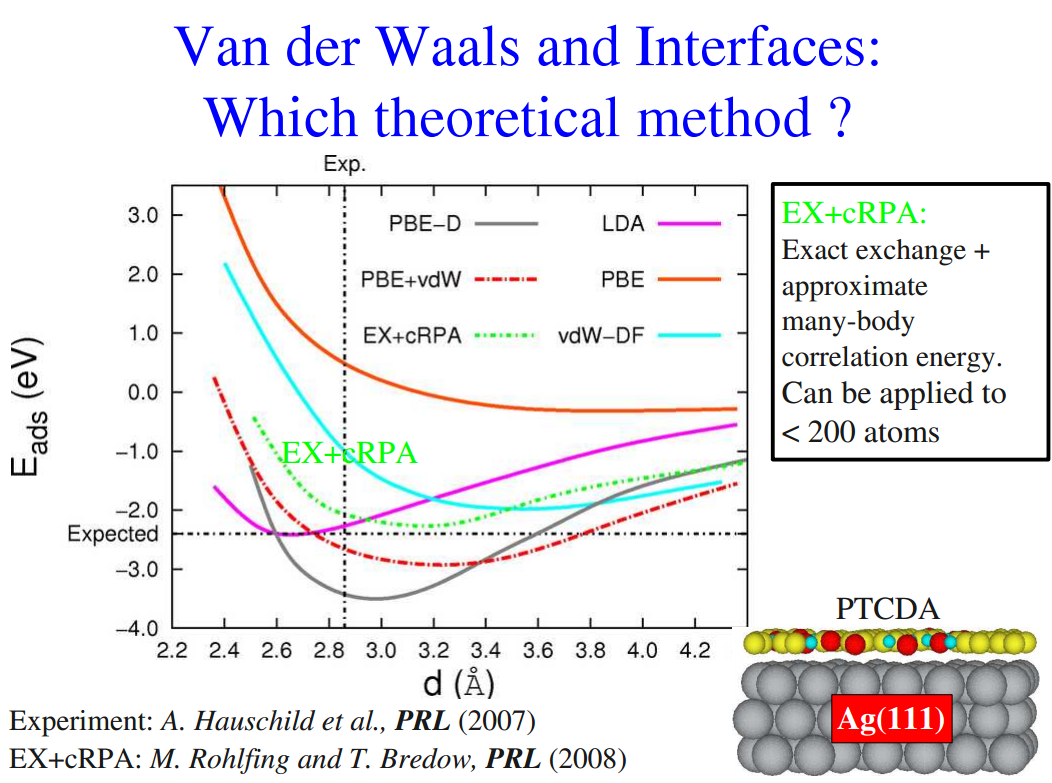 Van der Waals and Interfaces:
Which theoretical method ?
Exp.
3.0
2.0
1.0
0.0
−1.0
−2.0
Expected
−3.0
−4.0
E_ads (eV)
PBE−D
LDA
PBE+vdW
PBE
EX+cRPA
vdW−DF
EX+cRPA
2.2 2.4 2.6 2.8 3.0 3.2 3.4 3.6 3.8 4.0 4.2
d (Å)
EX+cRPA:
Exact exchange +
approximate
many-body
correlation energy.
Can be applied to
< 200 atoms
PTCDA
Ag(111)
Experiment: A. Hauschild et al., PRL (2007)
EX+cRPA: M. Rohlfing and T. Bredow, PRL (2008)